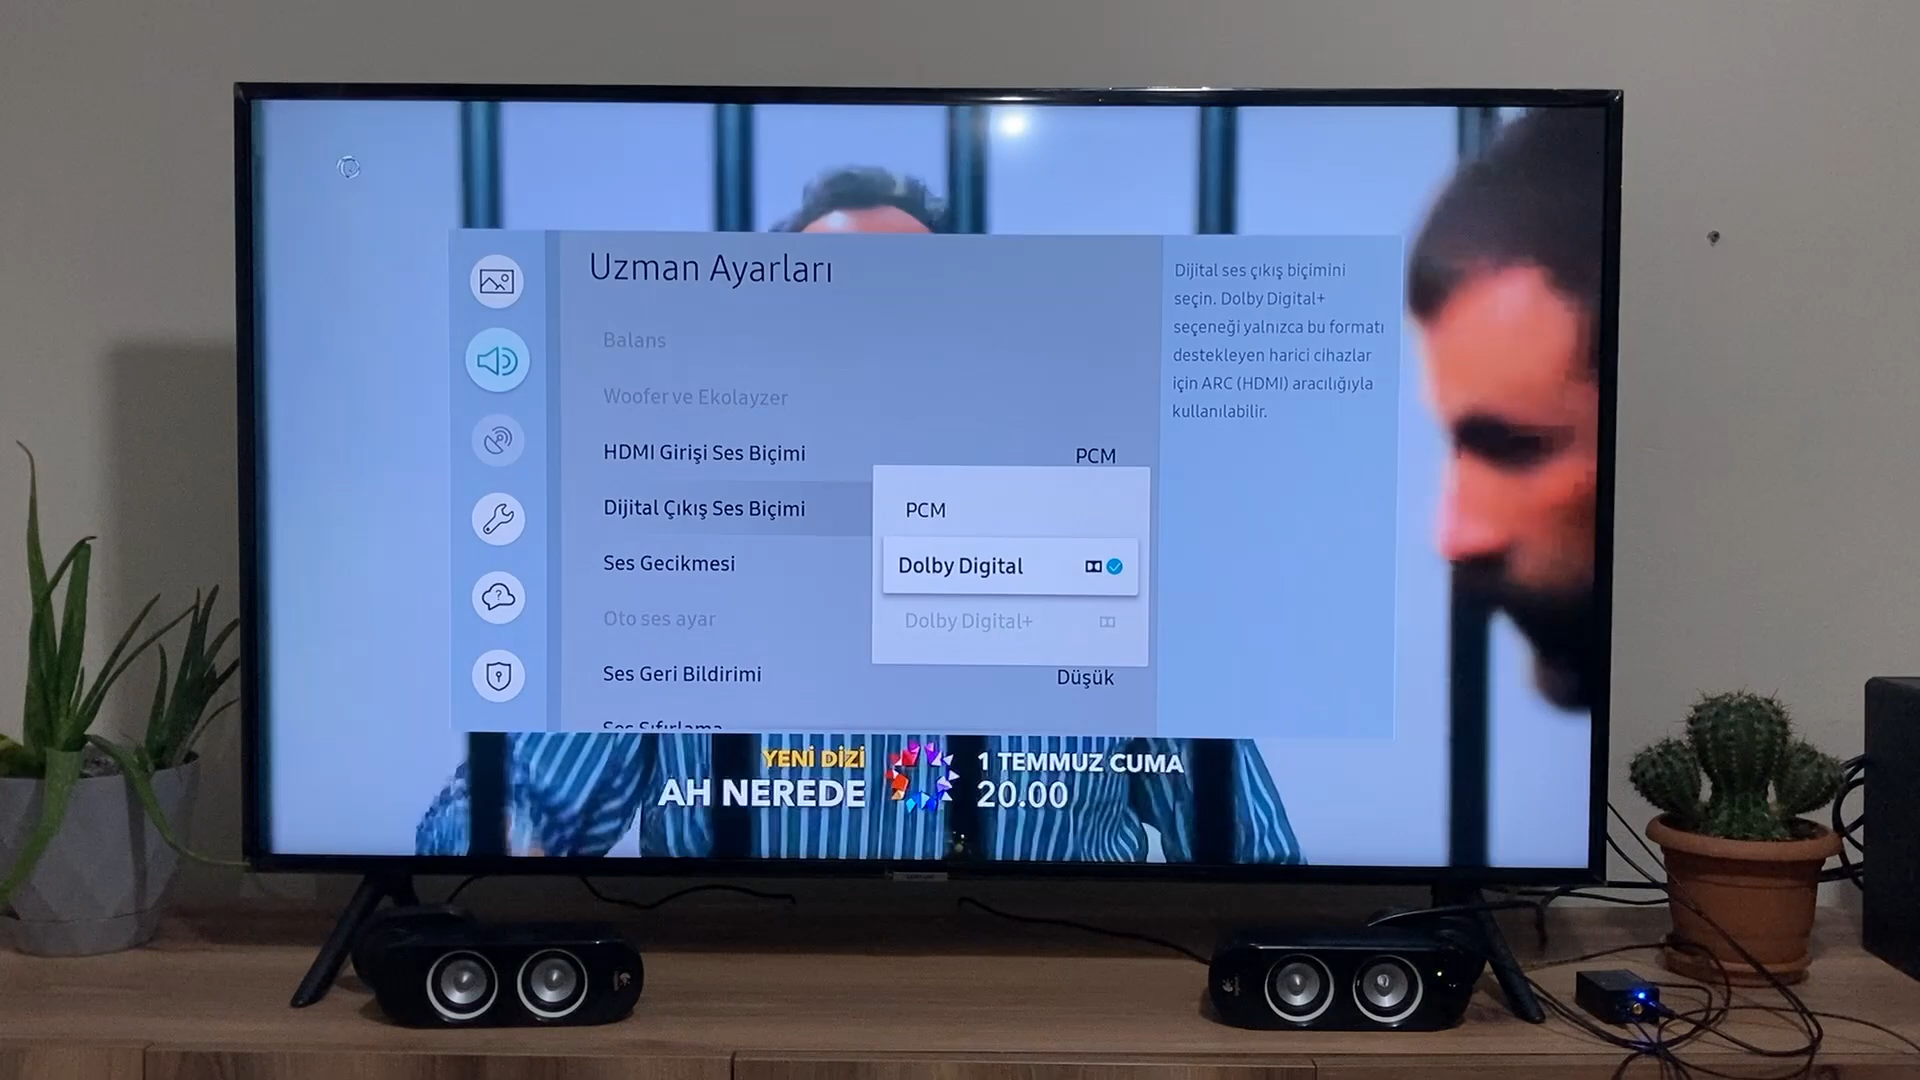 Uzman Ayarları
Balans
Woofer ve Ekolayzer
HDMI Girişi Ses Biçimi
PCM
Dijital Çıkış Ses Biçimi
PCM
Dolby Digital
Dolby Digital+
Ses Gecikmesi
Oto ses ayar
Ses Geri Bildirimi
Düşük
Ses Sıfırlama
Dijital ses çıkış biçimini
seçin. Dolby Digital+
seçeneği yalnızca bu formatı
destekleyen harici cihazlar
için ARC (HDMI) aracılığıyla
kullanılabilir.
YENİ DİZİ
AH NEREDE
1 TEMMUZ CUMA
20.00